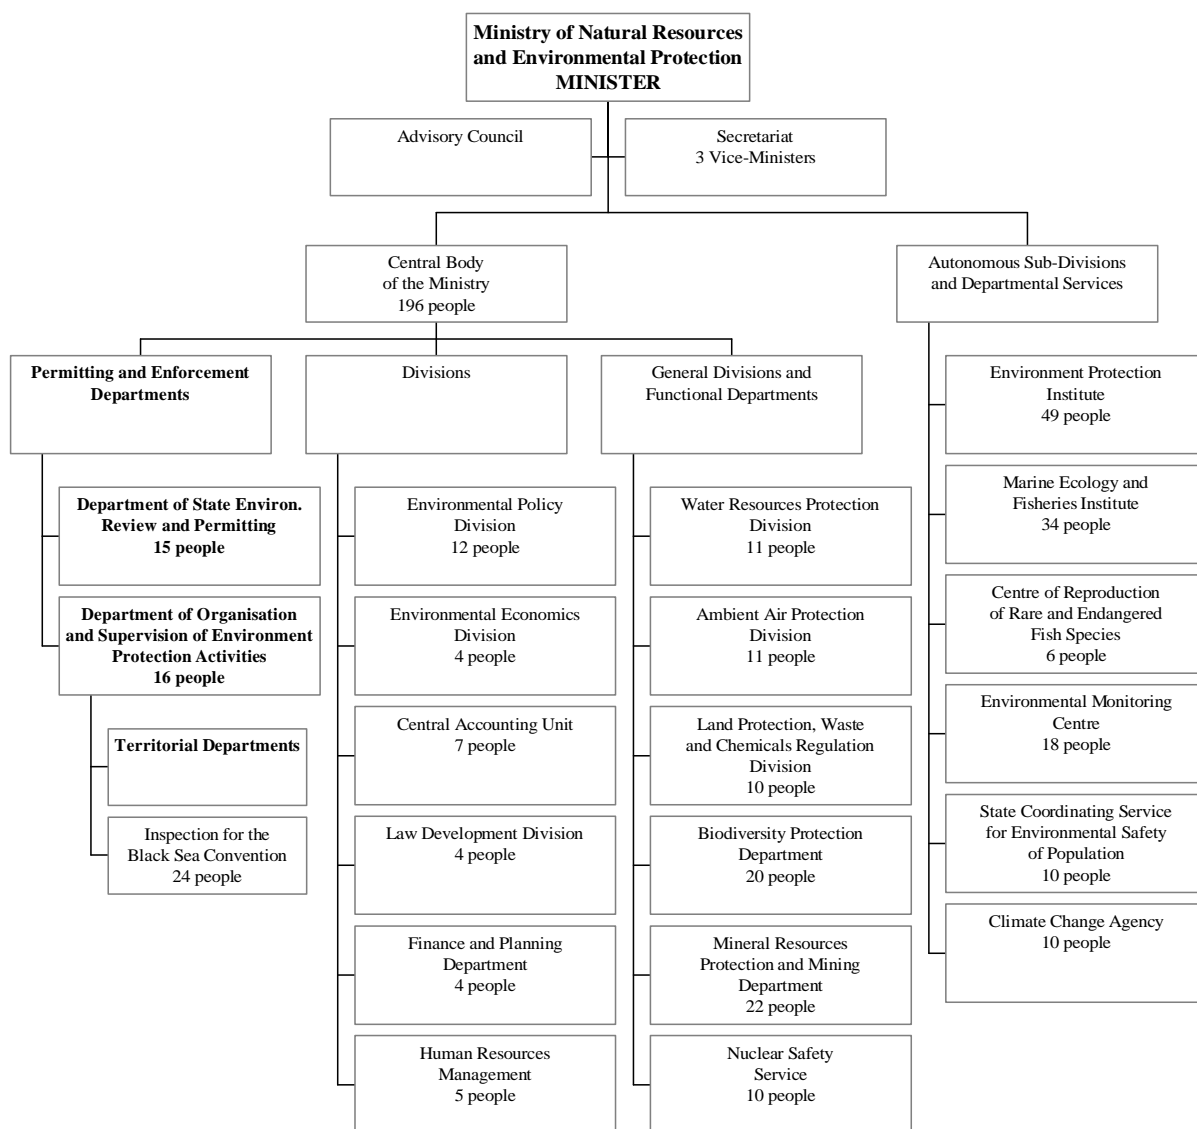 Ministry of Natural Resources
and Environmental Protection
MINISTER
Advisory Council
Secretariat
3 Vice-Ministers
Central Body
of the Ministry
196 people
Autonomous Sub-Divisions
and Departmental Services
Permitting and Enforcement
Departments
Divisions
General Divisions and
Functional Departments
Department of State Environ.
Review and Permitting
15 people
Department of Organisation
and Supervision of Environment
Protection Activities
16 people
Territorial Departments
Inspection for the
Black Sea Convention
24 people
Environmental Policy
Division
12 people
Environmental Economics
Division
4 people
Central Accounting Unit
7 people
Law Development Division
4 people
Finance and Planning
Department
4 people
Human Resources
Management
5 people
Water Resources Protection
Division
11 people
Ambient Air Protection
Division
11 people
Land Protection, Waste
and Chemicals Regulation
Division
10 people
Biodiversity Protection
Department
20 people
Mineral Resources
Protection and Mining
Department
22 people
Nuclear Safety
Service
10 people
Environment Protection
Institute
49 people
Marine Ecology and
Fisheries Institute
34 people
Centre of Reproduction
of Rare and Endangered
Fish Species
6 people
Environmental Monitoring
Centre
18 people
State Coordinating Service
for Environmental Safety
of Population
10 people
Climate Change Agency
10 people